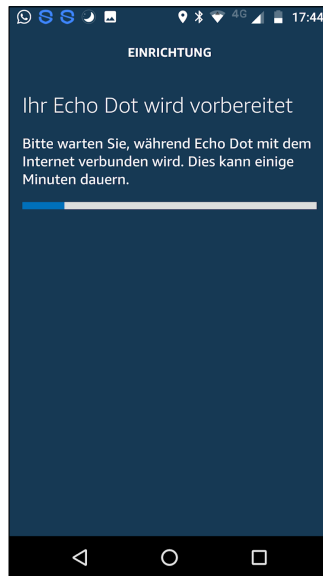 4G 17:44
EINRICHTUNG
Ihr Echo Dot wird vorbereitet
Bitte warten Sie, während Echo Dot mit dem
Internet verbunden wird. Dies kann einige
Minuten dauern.